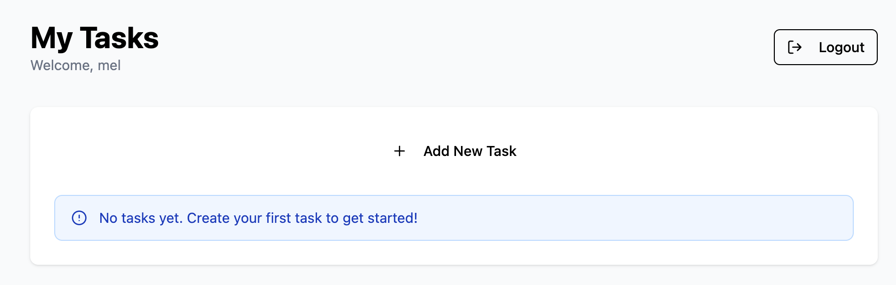 My Tasks
Welcome, mel
Logout
Add New Task
No tasks yet. Create your first task to get started!